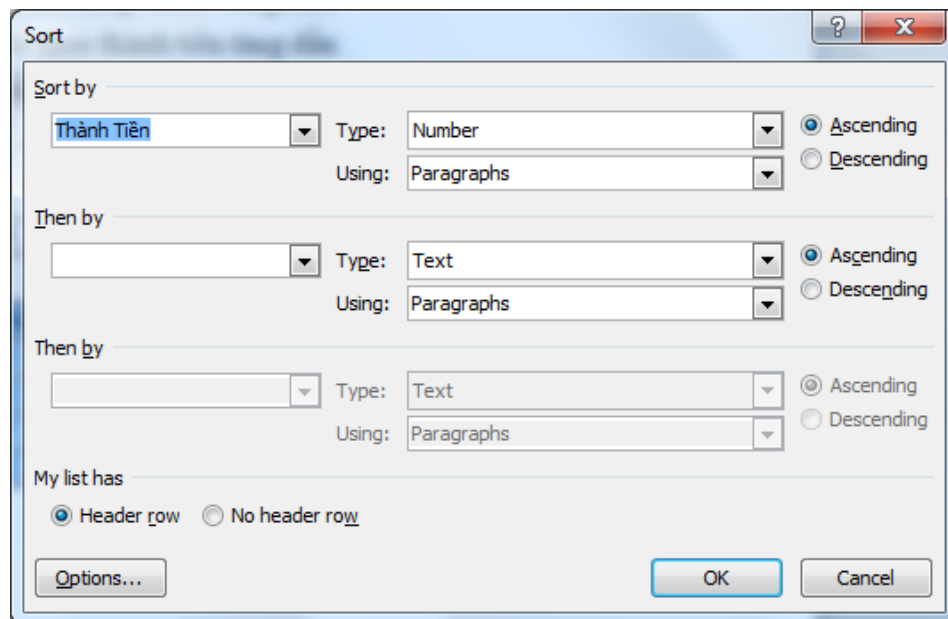 Sort
Sort by
Thành Tiền Type: Number Ascending
Using: Paragraphs Descending
Then by
Type: Text Ascending
Using: Paragraphs Descending
Then by
Type: Text Ascending
Using: Paragraphs Descending
My list has
Header row No header row
Options... OK Cancel